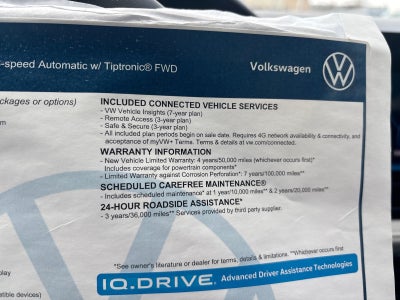 -speed Automatic w/ Tiptronic® FWD
Volkswagen
ackages or options)
INCLUDED CONNECTED VEHICLE SERVICES
- VW Vehicle Insights (7-year plan)
- Remote Access (3-year plan)
- Safe & Secure (3-year plan)
- All included plan periods begin on sale date. Requires 4G network availability & connectivity, and
acceptance of myVW+ Terms. Terms & details at vw.com/connected.
WARRANTY INFORMATION
- New Vehicle Limited Warranty: 4 years/50,000 miles (whichever occurs first)*
Includes coverage for powertrain components*
- Limited Warranty against Corrosion Perforation*: 7 years/100,000 miles**
SCHEDULED CAREFREE MAINTENANCE®
- Includes scheduled maintenance* at 1 year/10,000 miles** & 2 years/20,000 miles**
24-HOUR ROADSIDE ASSISTANCE*
- 3 years/36,000 miles** Services provided by third party supplier.
*See owner's literature or dealer for terms, details & limitations. **Whichever occurs first
play
IQ.DRIVE Advanced Driver Assistance Technologies
atible devices)